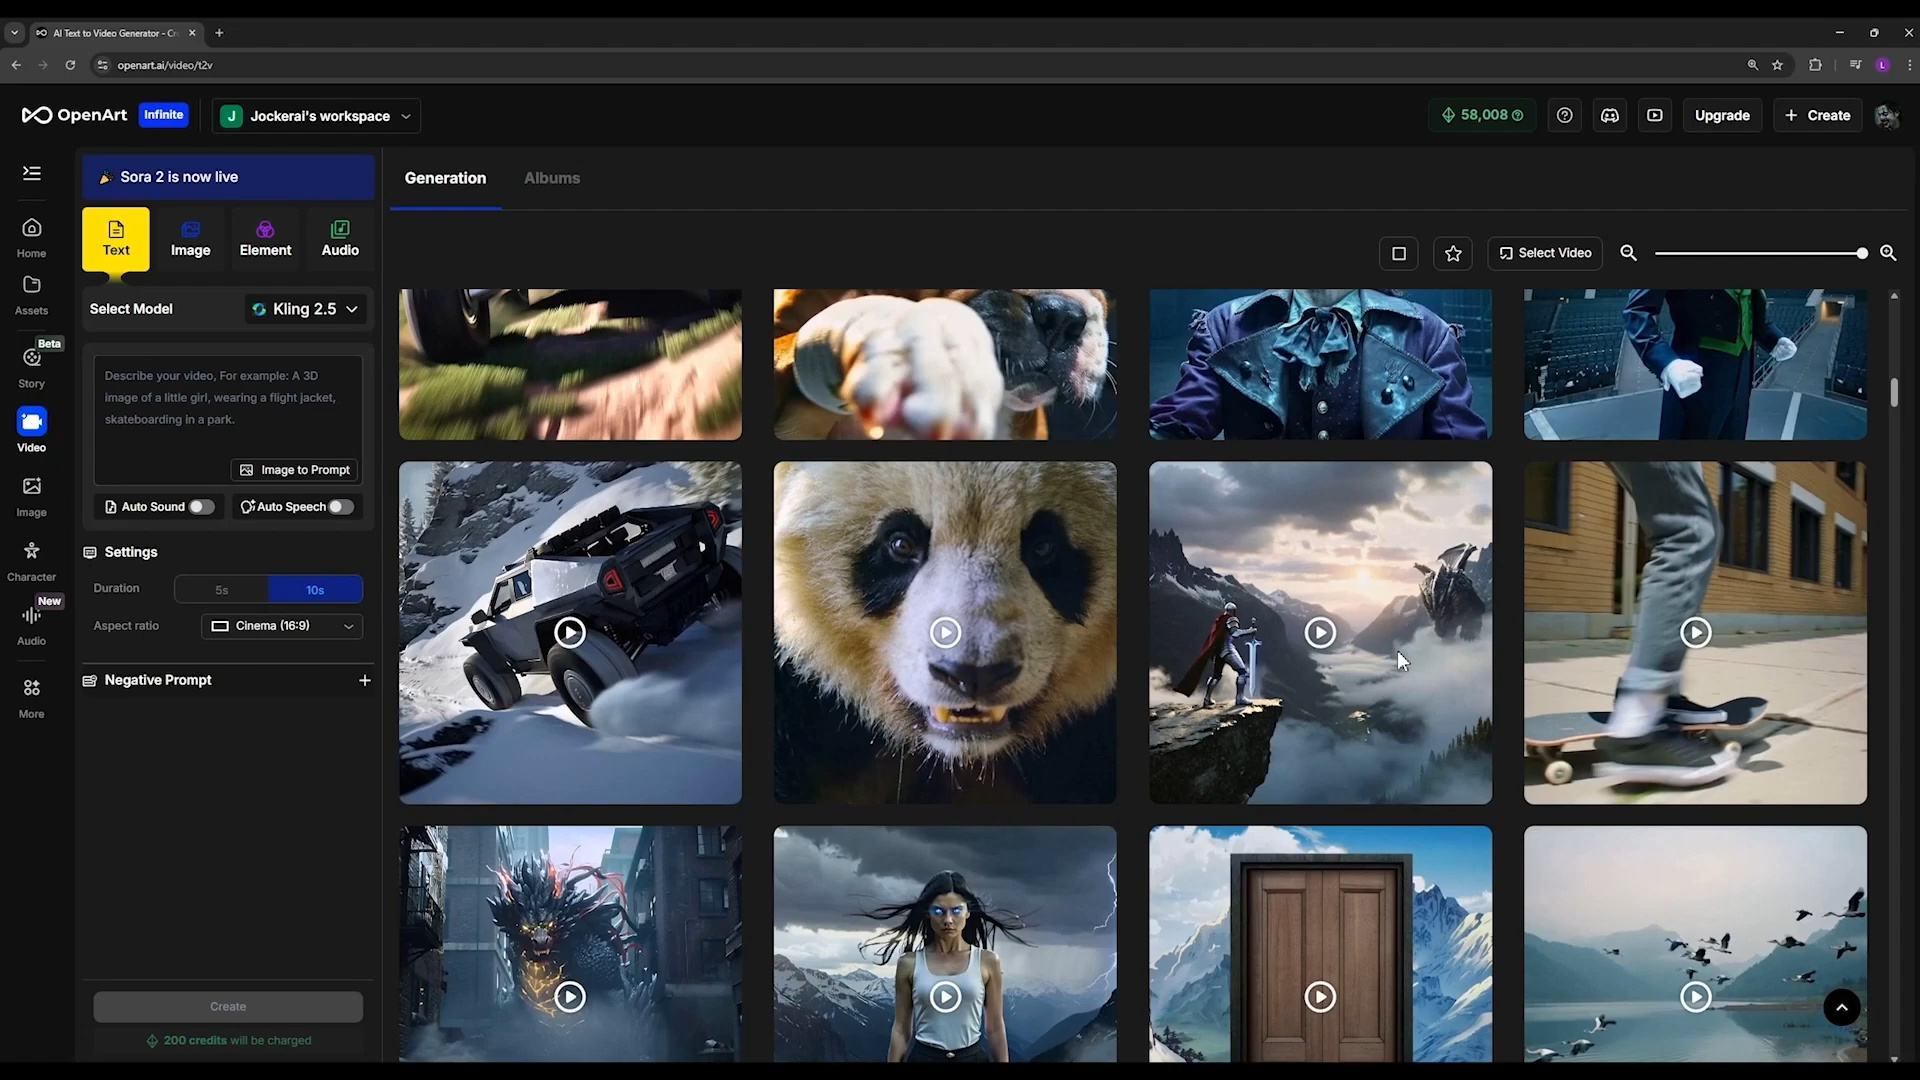 AI Text to Video Generator - Cr
openart.ai/video/t2v
L
OpenArt
Infinite
J
Jockerai's workspace
58,008
Upgrade
+ Create
Sora 2 is now live
Generation
Albums
Text
Image
Element
Audio
Select Video
Home
Assets
Beta
Story
Video
Image
Character
New
Audio
More
Select Model
Kling 2.5
Describe your video, For example: A 3D
image of a little girl, wearing a flight jacket,
skateboarding in a park.
Image to Prompt
Auto Sound
Auto Speech
Settings
Duration
5s
10s
Aspect ratio
Cinema (16:9)
Negative Prompt
+
Create
200 credits will be charged